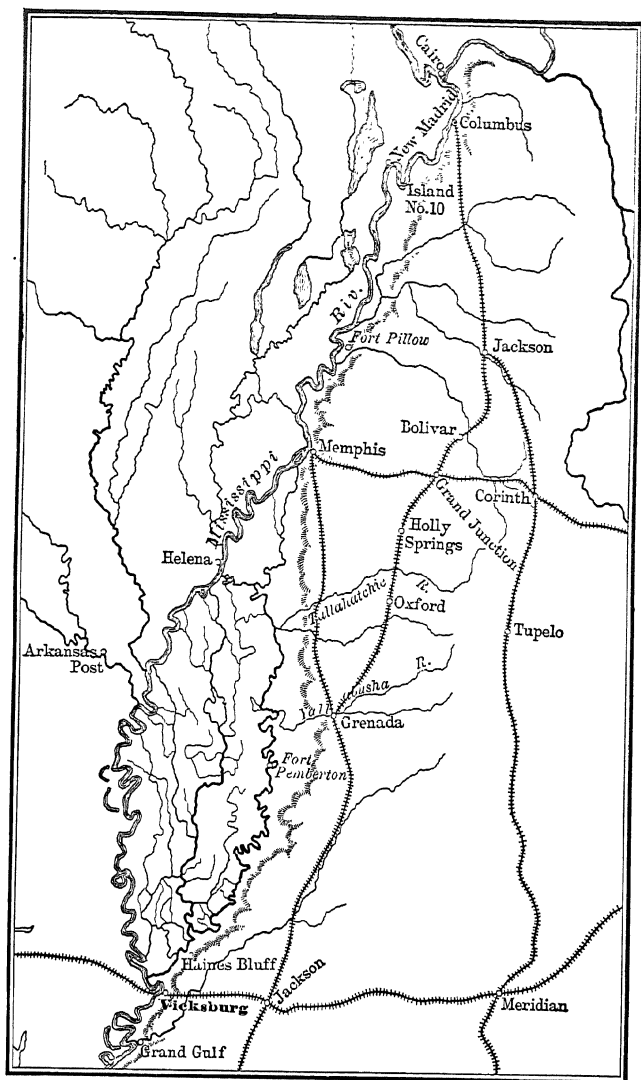 Cairo
Columbus
New Madrid
Island
No.10
Riv.
Fort Pillow
Jackson
Bolivar
Memphis
Mississippi
Corinth
Grand Junction
Holly
Springs
Helena
Tallahatchie R.
Oxford
Tupelo
Arkansas
Post
R.
Grenada
Fort
Pemberton
Haines Bluff
Vicksburg
Jackson
Meridian
Grand Gulf